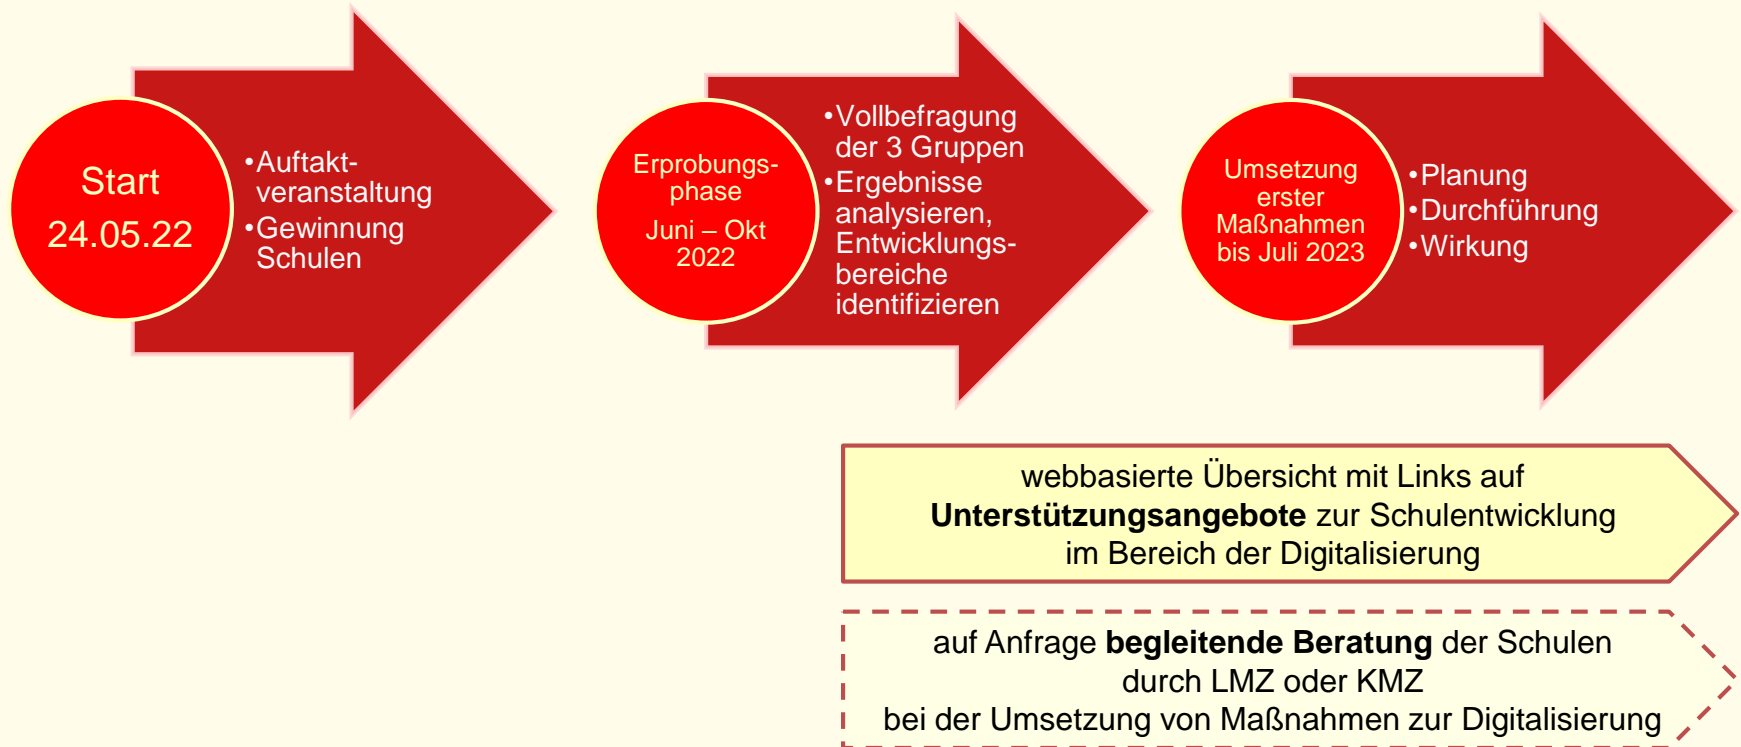 Start
24.05.22
•Auftakt-
veranstaltung
•Gewinnung
Schulen
Erprobungs-
phase
Juni – Okt
2022
•Vollbefragung
der 3 Gruppen
•Ergebnisse
analysieren,
Entwicklungs-
bereiche
identifizieren
Umsetzung
erster
Maßnahmen
bis Juli 2023
•Planung
•Durchführung
•Wirkung
webbasierte Übersicht mit Links auf
Unterstützungsangebote zur Schulentwicklung
im Bereich der Digitalisierung
auf Anfrage begleitende Beratung der Schulen
durch LMZ oder KMZ
bei der Umsetzung von Maßnahmen zur Digitalisierung